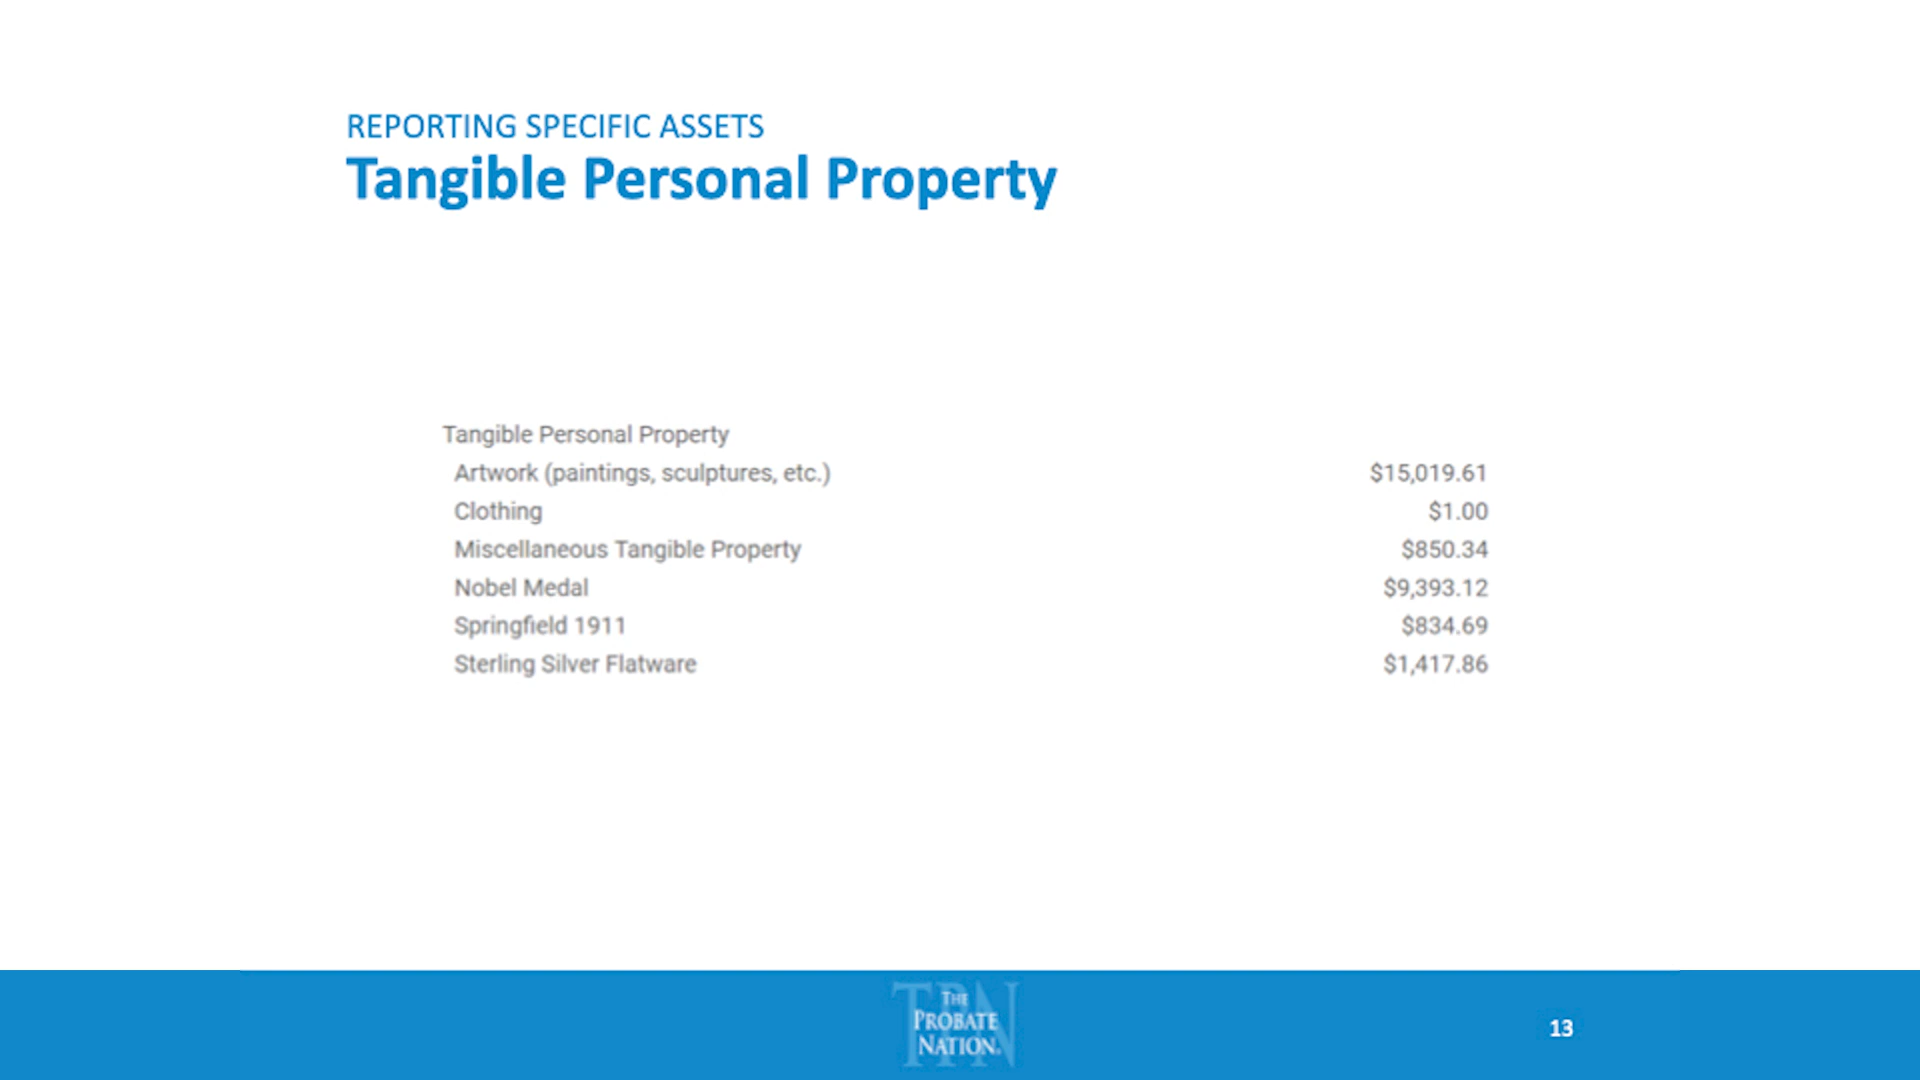 REPORTING SPECIFIC ASSETS
Tangible Personal Property
Tangible Personal Property
Artwork (paintings, sculptures, etc.) $15,019.61
Clothing $1.00
Miscellaneous Tangible Property $850.34
Nobel Medal $9,393.12
Springfield 1911 $834.69
Sterling Silver Flatware $1,417.86
TPN
THE
PROBATE
NATION.
13